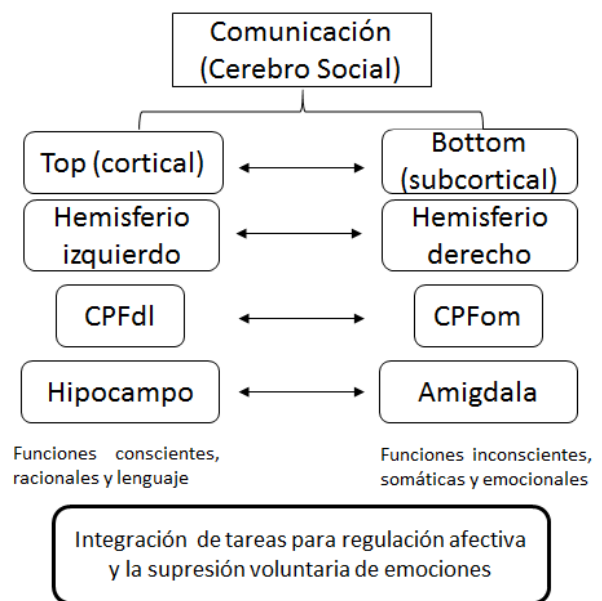 Comunicación
(Cerebro Social)
Top (cortical)
Bottom
(subcortical)
Hemisferio
izquierdo
Hemisferio
derecho
CPFdl
CPFom
Hipocampo
Amigdala
Funciones conscientes,
racionales y lenguaje
Funciones inconscientes,
somáticas y emocionales
Integración de tareas para regulación afectiva
y la supresión voluntaria de emociones